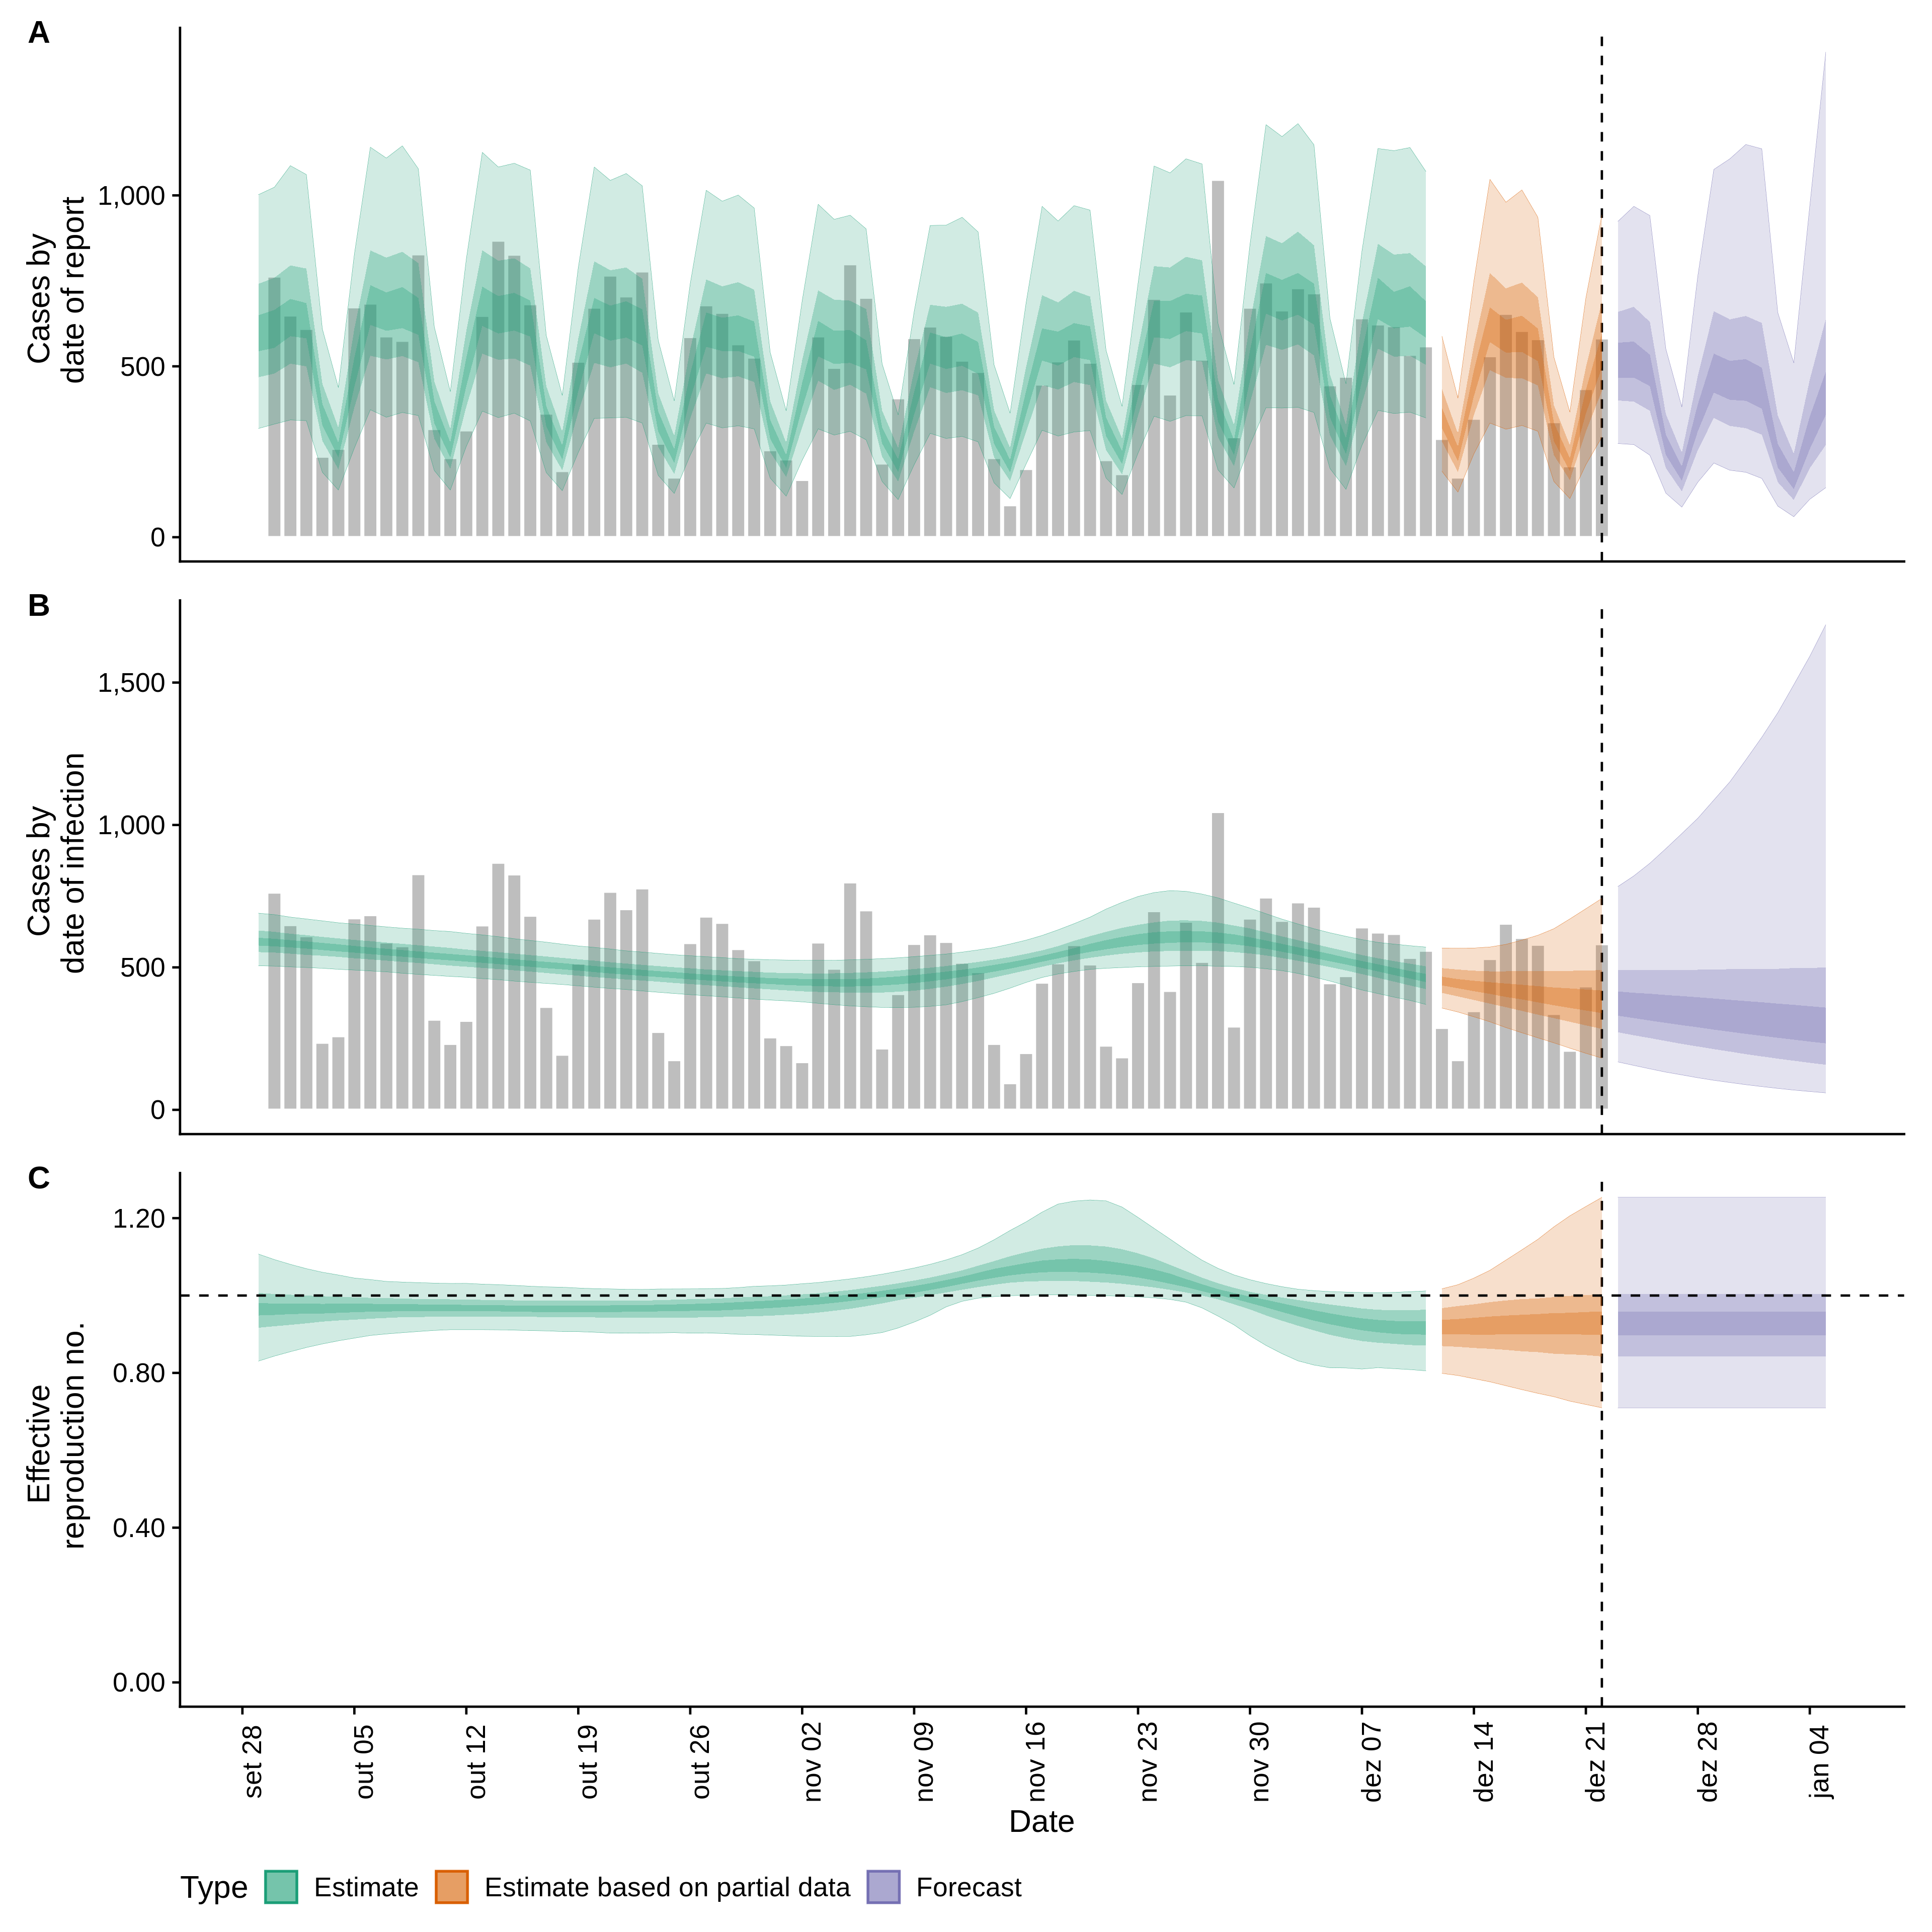 A
Cases by
date of report
1,000
500
0
B
Cases by
date of infection
1,500
1,000
500
0
C
Effective
reproduction no.
1.20
0.80
0.40
0.00
set 28
out 05
out 12
out 19
out 26
nov 02
nov 09
nov 16
nov 23
nov 30
dez 07
dez 14
dez 21
dez 28
jan 04
Date
Type Estimate Estimate based on partial data Forecast